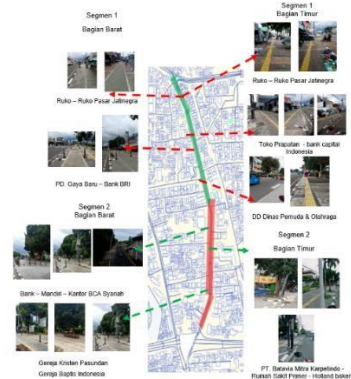 Segmen 1
Bagian Barat
Ruko – Ruko Pasar Jatinegra
PD. Gaya Baru – Bank BRI
Segmen 2
Bagian Barat
Bank – Mandiri – Kantor BCA Syariah
Gereja Kristen Pasundan
Gereja Baptis Indonesia
Segmen 1
Bagian Timur
Ruko – Ruko Pasar Jatinegra
Toko Prapatan - bank capital
Indonesia
DD Dinas Pemuda & Olahraga
Segmen 2
Bagian Timur
PT. Batavia Mitra Karpetindo -
Rumah Sakit Primer - Holland baker